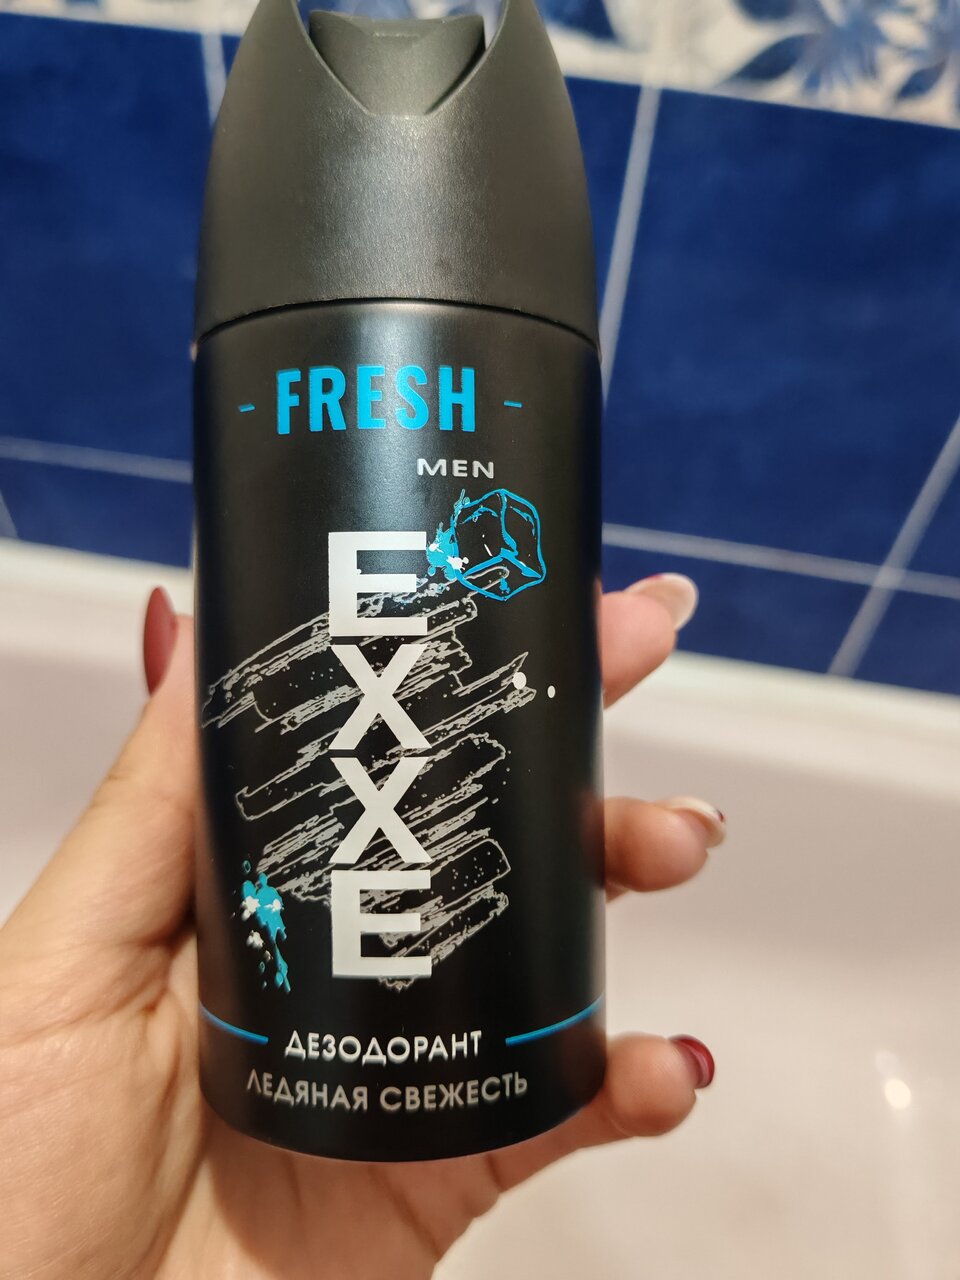 - FRESH -
MEN
EXXE
ДЕЗОДОРАНТ
ЛЕДЯНАЯ СВЕЖЕСТЬ